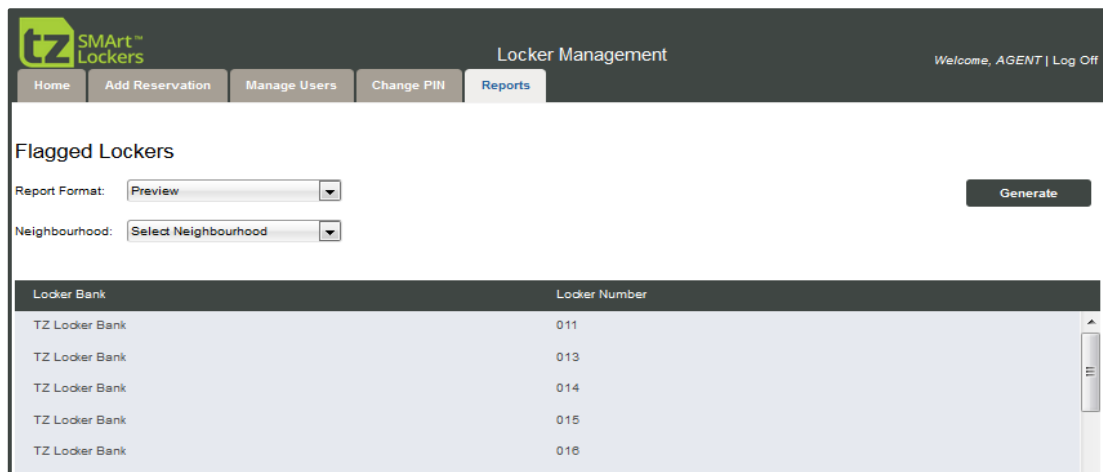 tz SMArt™ Lockers
Locker Management
Welcome, AGENT | Log Off
Home Add Reservation Manage Users Change PIN Reports
Flagged Lockers
Report Format: Preview
Generate
Neighbourhood: Select Neighbourhood
Locker Bank Locker Number
TZ Locker Bank 011
TZ Locker Bank 013
TZ Locker Bank 014
TZ Locker Bank 015
TZ Locker Bank 016